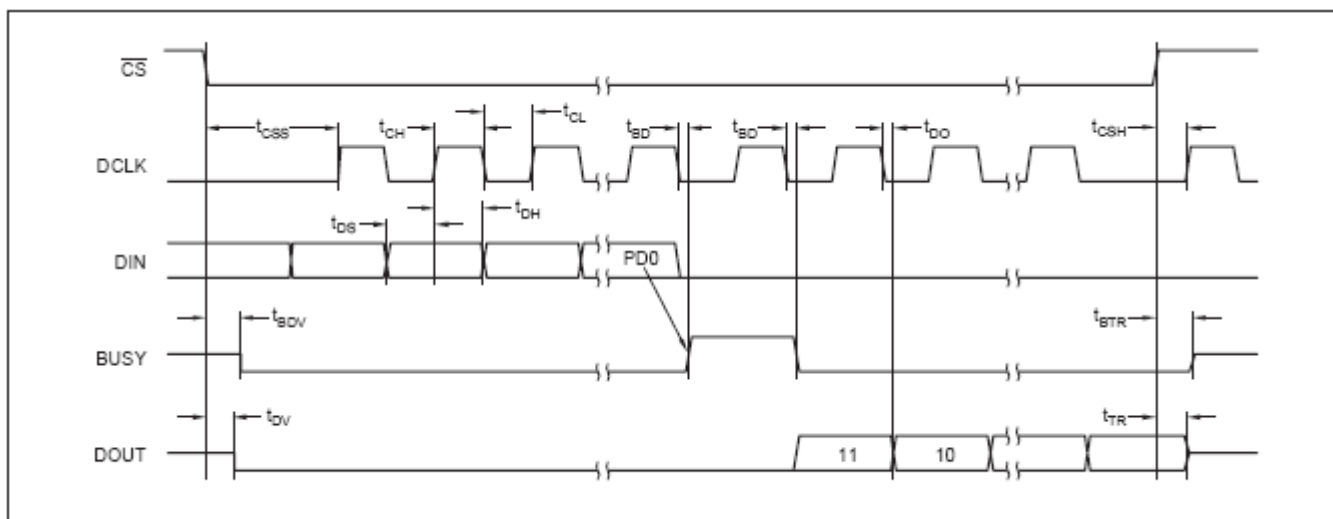 CS
tCSS tCH tCL tBD tBD tDO tCSH
DCLK
tDS tDH
DIN
PD0
tBDV tBTR
BUSY
tDV tTR
DOUT
11 10